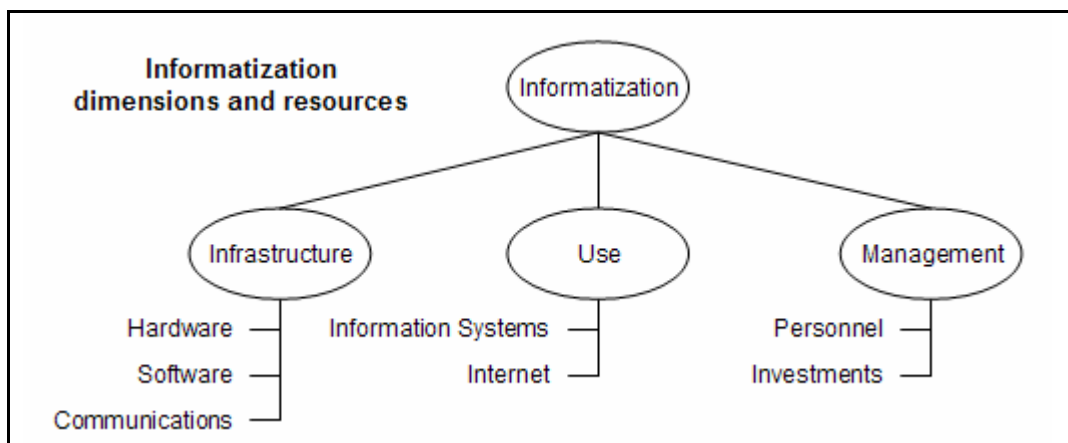 Informatization
dimensions and resources
Informatization
Infrastructure
Use
Management
Hardware
Software
Communications
Information Systems
Internet
Personnel
Investments